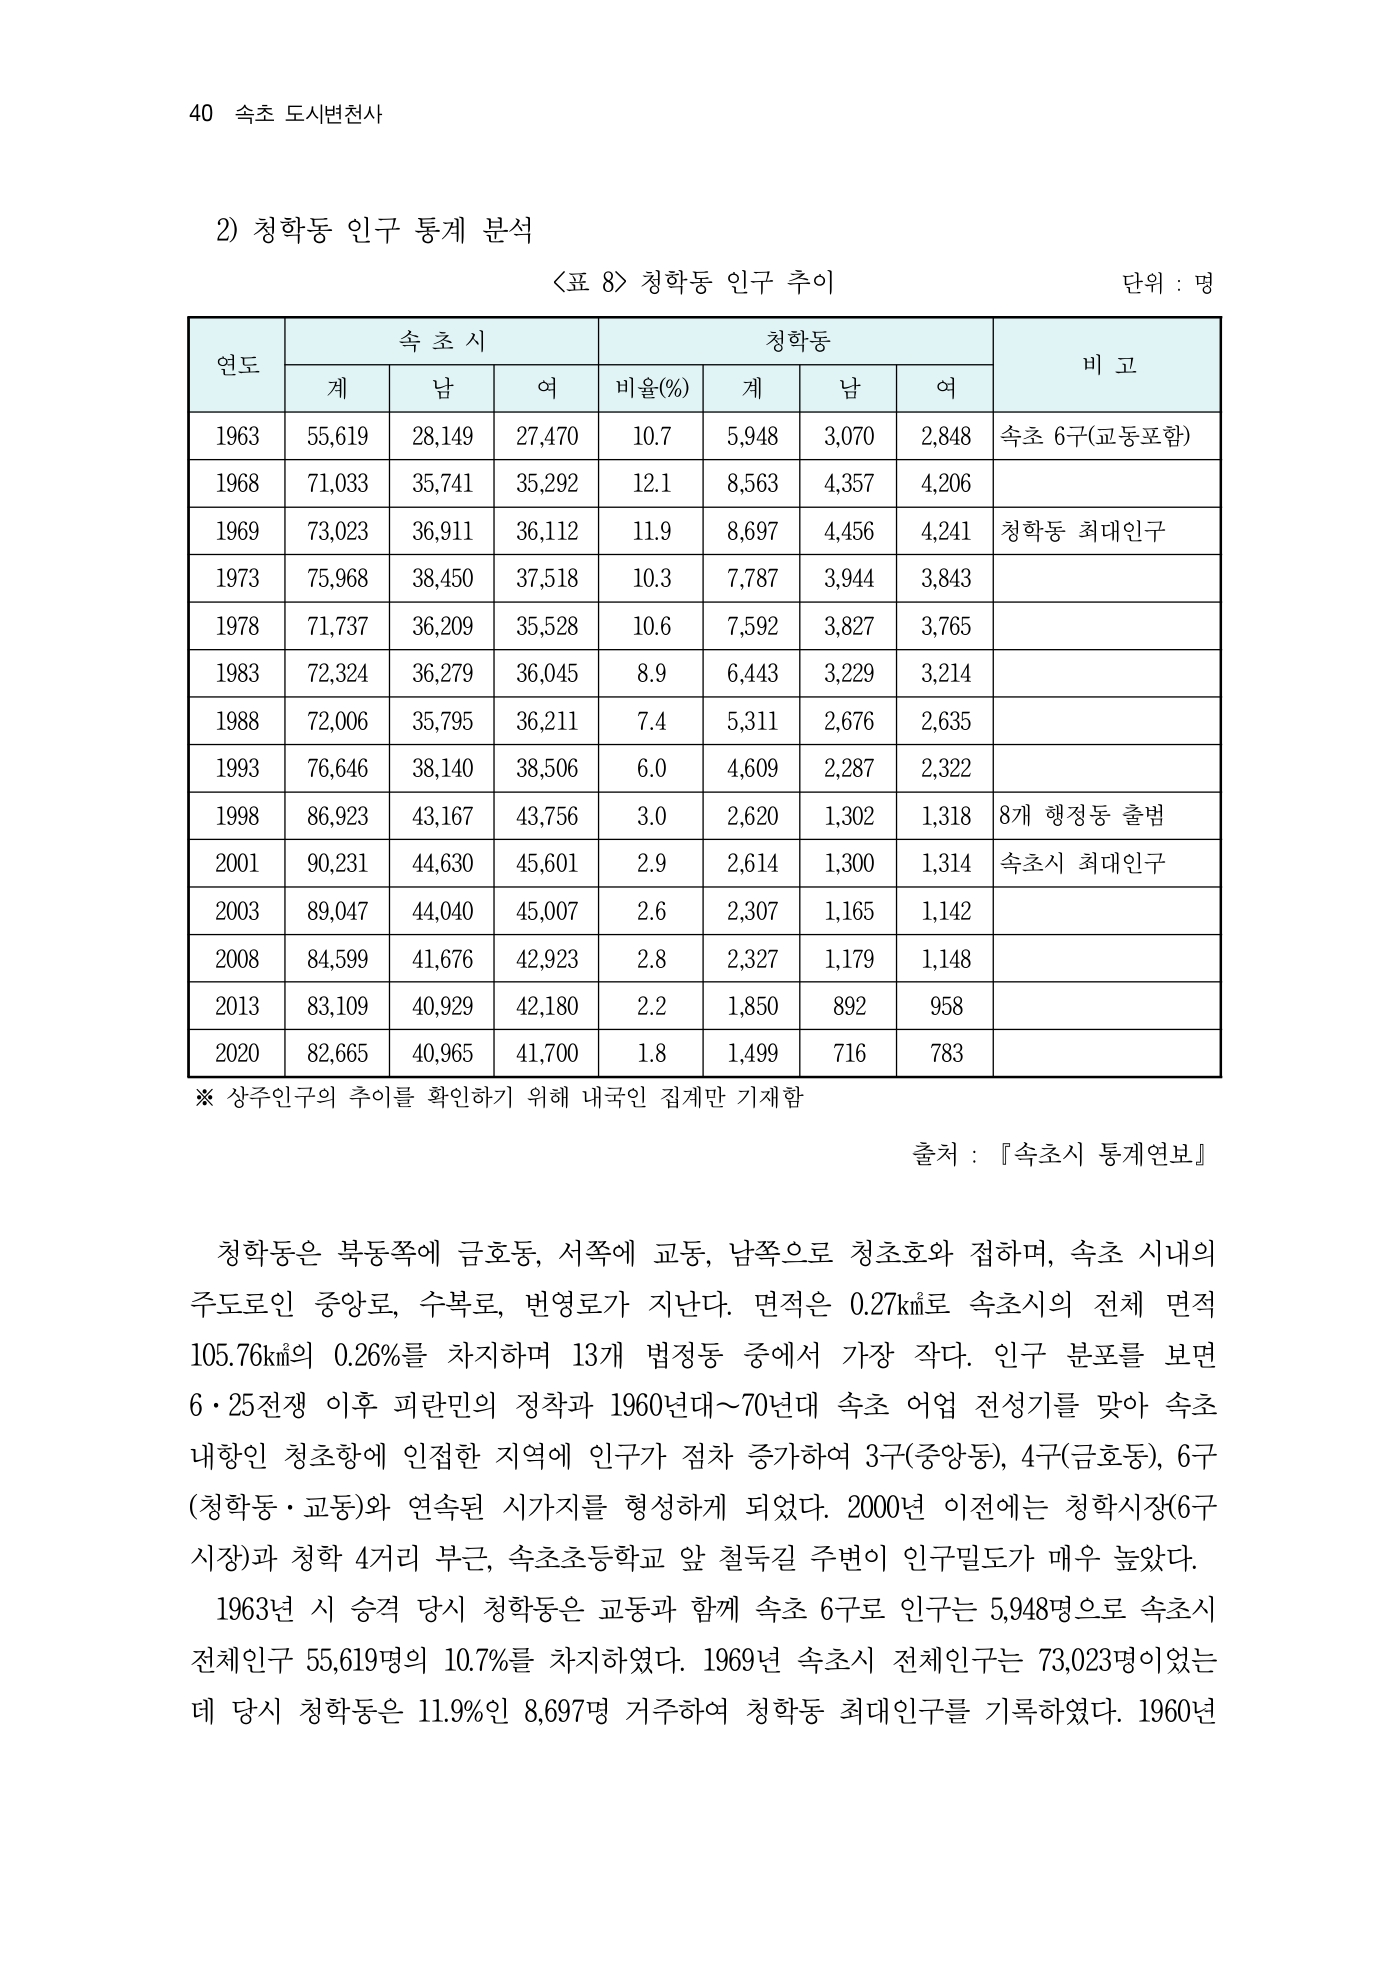 40 속초 도시변천사
2) 청학동 인구 통계 분석
<표 8> 청학동 인구 추이 단위 : 명
연도 속 초 시 청학동 비 고
계 남 여 비율(%) 계 남 여
1963 55,619 28,149 27,470 10.7 5,948 3,070 2,848 속초 6구(교동포함)
1968 71,033 35,741 35,292 12.1 8,563 4,357 4,206
1969 73,023 36,911 36,112 11.9 8,697 4,456 4,241 청학동 최대인구
1973 75,968 38,450 37,518 10.3 7,787 3,944 3,843
1978 71,737 36,209 35,528 10.6 7,592 3,827 3,765
1983 72,324 36,279 36,045 8.9 6,443 3,229 3,214
1988 72,006 35,795 36,211 7.4 5,311 2,676 2,635
1993 76,646 38,140 38,506 6.0 4,609 2,287 2,322
1998 86,923 43,167 43,756 3.0 2,620 1,302 1,318 8개 행정동 출범
2001 90,231 44,630 45,601 2.9 2,614 1,300 1,314 속초시 최대인구
2003 89,047 44,040 45,007 2.6 2,307 1,165 1,142
2008 84,599 41,676 42,923 2.8 2,327 1,179 1,148
2013 83,109 40,929 42,180 2.2 1,850 892 958
2020 82,665 40,965 41,700 1.8 1,499 716 783
※ 상주인구의 추이를 확인하기 위해 내국인 집계만 기재함
출처 : 『속초시 통계연보』
청학동은 북동쪽에 금호동, 서쪽에 교동, 남쪽으로 청초호와 접하며, 속초 시내의
주도로인 중앙로, 수복로, 번영로가 지난다. 면적은 0.27㎢로 속초시의 전체 면적
105.76㎢의 0.26%를 차지하며 13개 법정동 중에서 가장 작다. 인구 분포를 보면
6·25전쟁 이후 피란민의 정착과 1960년대～70년대 속초 어업 전성기를 맞아 속초
내항인 청초항에 인접한 지역에 인구가 점차 증가하여 3구(중앙동), 4구(금호동), 6구
(청학동·교동)와 연속된 시가지를 형성하게 되었다. 2000년 이전에는 청학시장(6구
시장)과 청학 4거리 부근, 속초초등학교 앞 철둑길 주변이 인구밀도가 매우 높았다.
1963년 시 승격 당시 청학동은 교동과 함께 속초 6구로 인구는 5,948명으로 속초시
전체인구 55,619명의 10.7%를 차지하였다. 1969년 속초시 전체인구는 73,023명이었는
데 당시 청학동은 11.9%인 8,697명 거주하여 청학동 최대인구를 기록하였다. 1960년